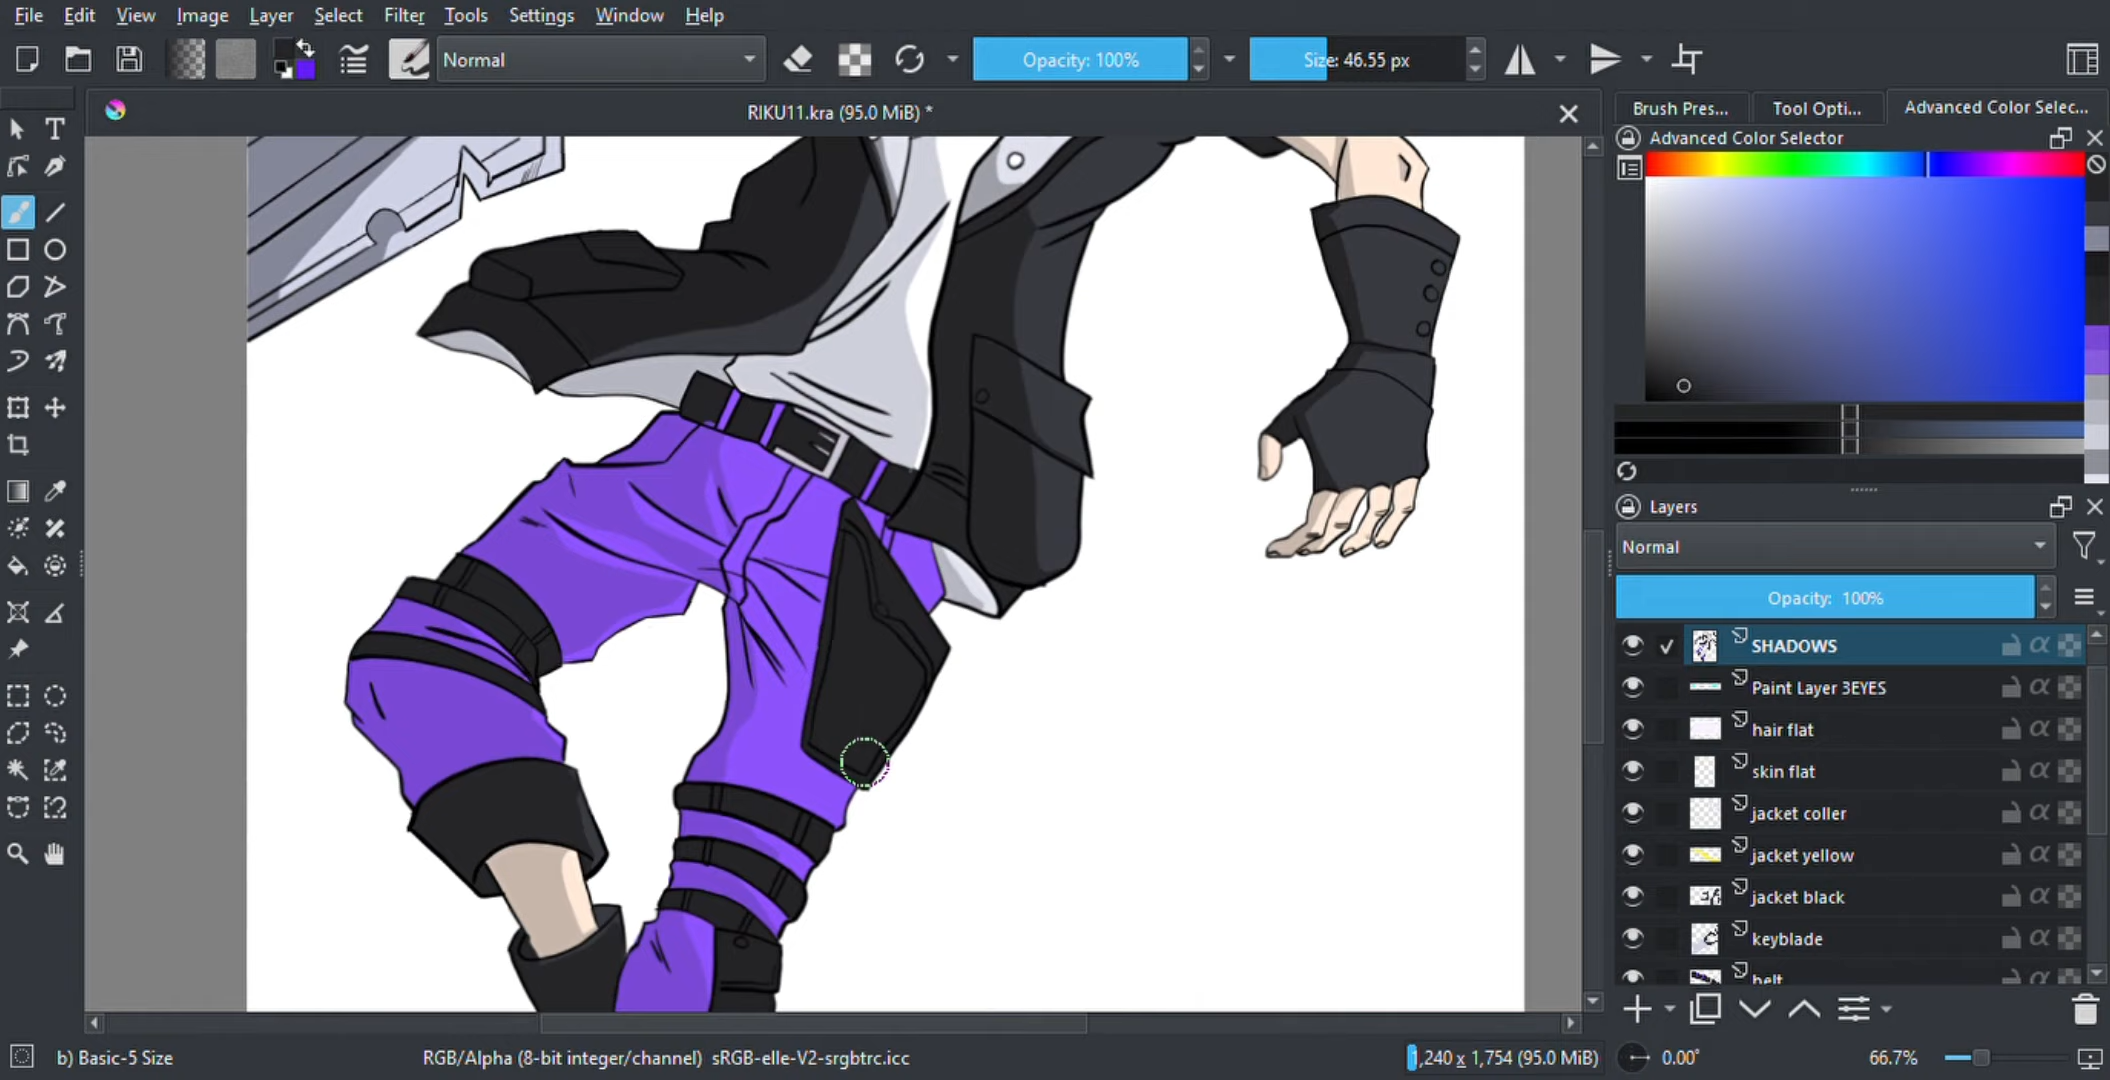 File Edit View Image Layer Select Filter Tools Settings Window Help
Normal
Opacity: 100%
Size: 46.55 px
RIKU11.kra (95.0 MiB) *
Brush Pres... Tool Opti... Advanced Color Selec...
Advanced Color Selector
Layers
Normal
Opacity: 100%
SHADOWS
Paint Layer 3EYES
hair flat
skin flat
jacket coller
jacket yellow
jacket black
keyblade
belt
b) Basic-5 Size
RGB/Alpha (8-bit integer/channel) sRGB-elle-V2-srgbtrc.icc
1,240 x 1,754 (95.0 MiB)
0.00°
66.7%